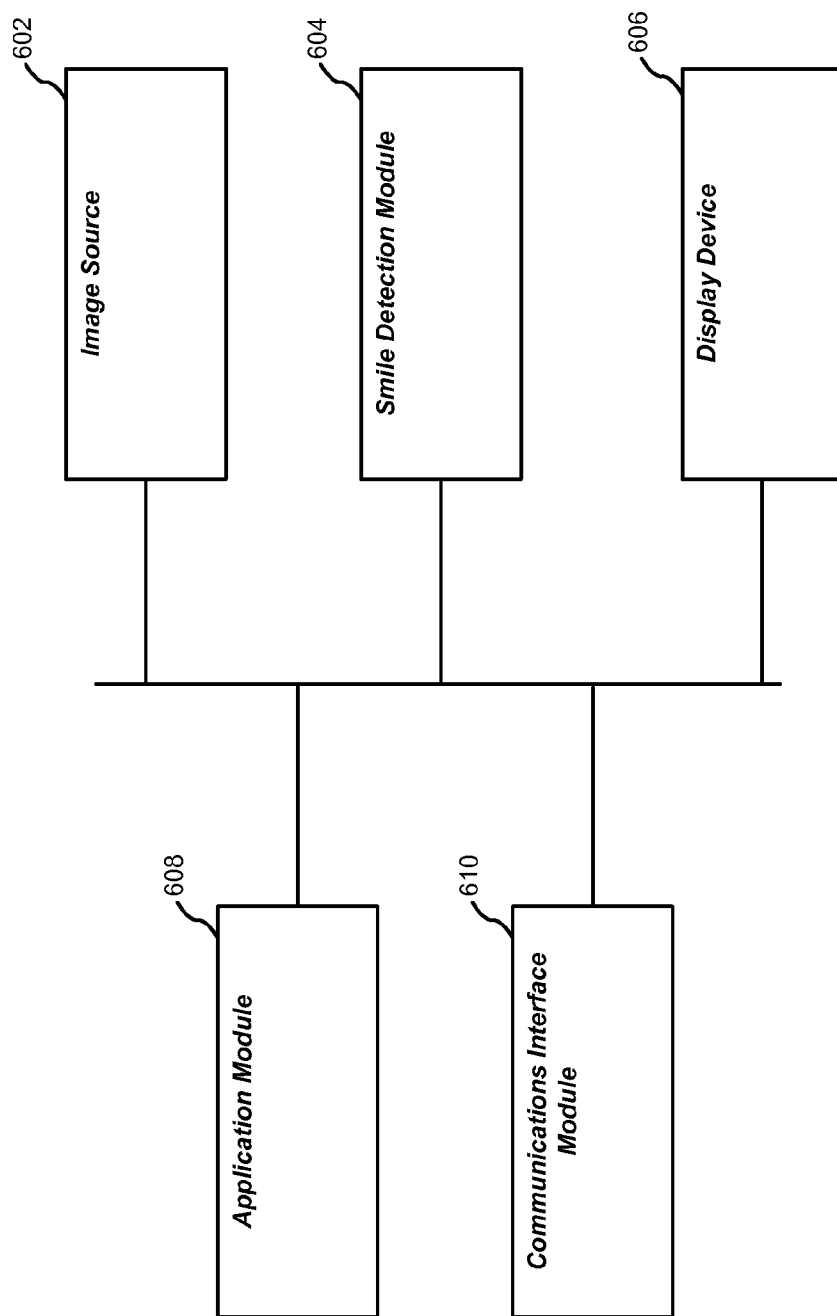 602
Image Source
604
Smile Detection Module
606
Display Device
608
Application Module
610
Communications Interface
Module